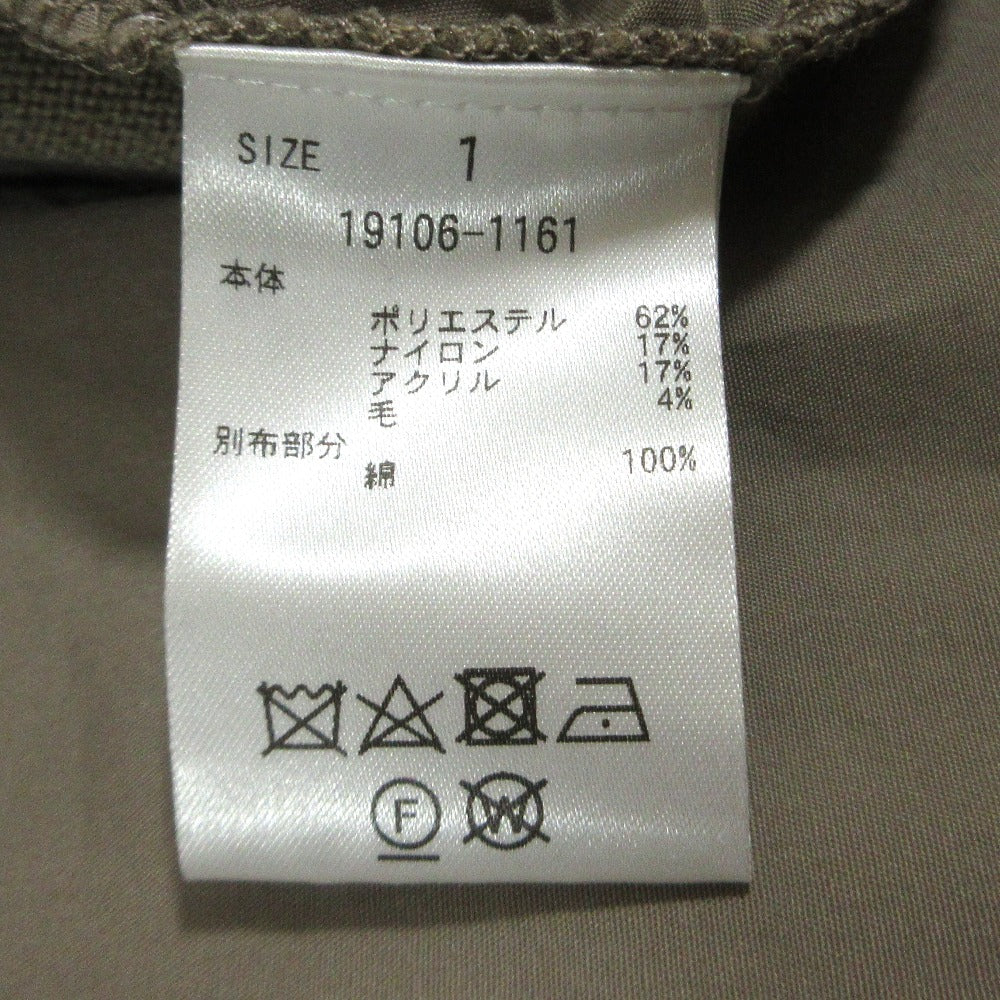 SIZE 1
19106-1161
本体
ポリエステル 62%
ナイロン 17%
アクリル 17%
毛 4%
別布部分
綿 100%
F W